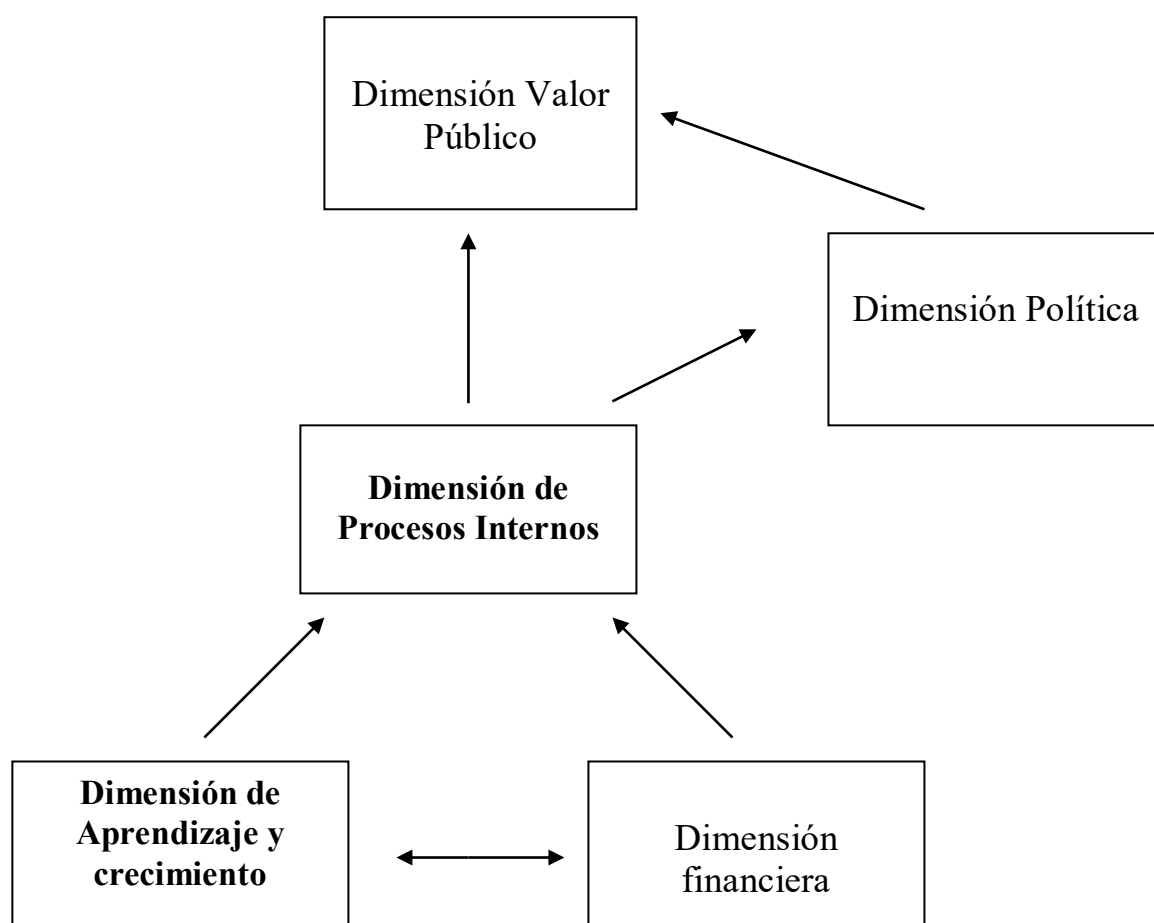 Dimensión Valor
Público
Dimensión Política
Dimensión de
Procesos Internos
Dimensión de
Aprendizaje y
crecimiento
Dimensión
financiera